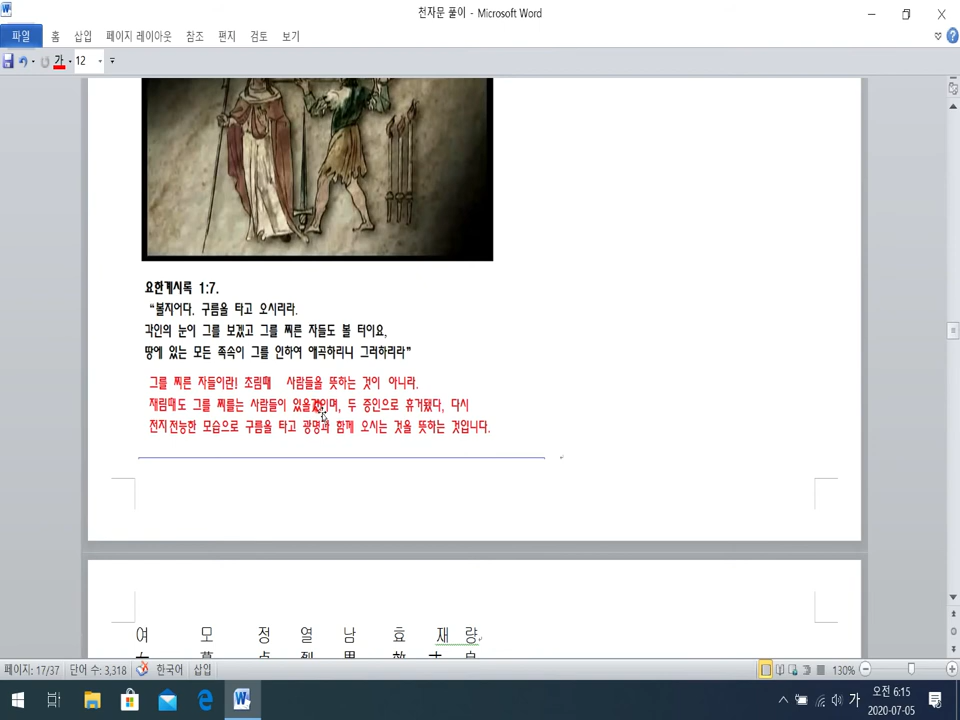 천자문 풀이 - Microsoft Word
파일 홈 삽입 페이지 레이아웃 참조 편지 검토 보기
가 12
요한계시록 1:7.
“볼지어다. 구름을 타고 오시리라.
각인의 눈이 그를 보겠고 그를 찌른 자들도 볼 터이요,
땅에 있는 모든 족속이 그를 인하여 애곡하리니 그러하리라”
그를 찌른 자들이란! 초림때 사람들을 뜻하는 것이 아니라.
재림때도 그를 찌를는 사람들이 있을것이며, 두 증인으로 휴거됐다, 다시
전지전능한 모습으로 구름을 타고 광명과 함께 오시는 것을 뜻하는 것입니다.
여 모 정 열 남 효 재 량
페이지: 17/37 단어 수: 3,318 한국어 삽입 130%
가 오전 6:15
2020-07-05